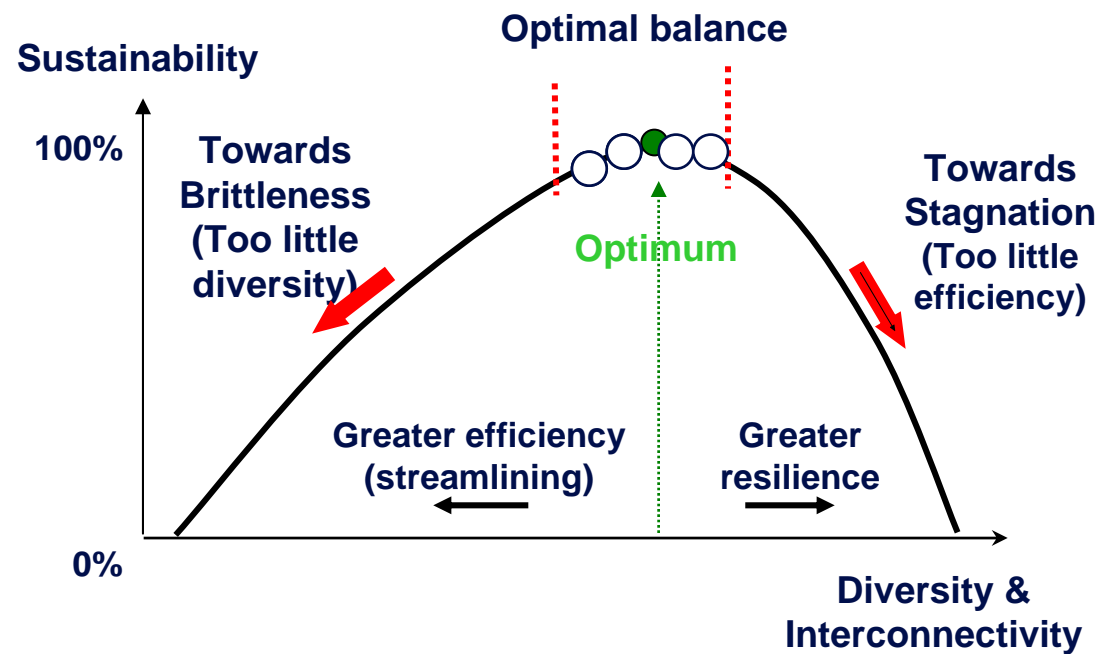 Optimal balance
Sustainability
100%
Towards
Brittleness
(Too little
diversity)
Towards
Stagnation
(Too little
efficiency)
Optimum
Greater efficiency
(streamlining)
Greater
resilience
0%
Diversity &
Interconnectivity